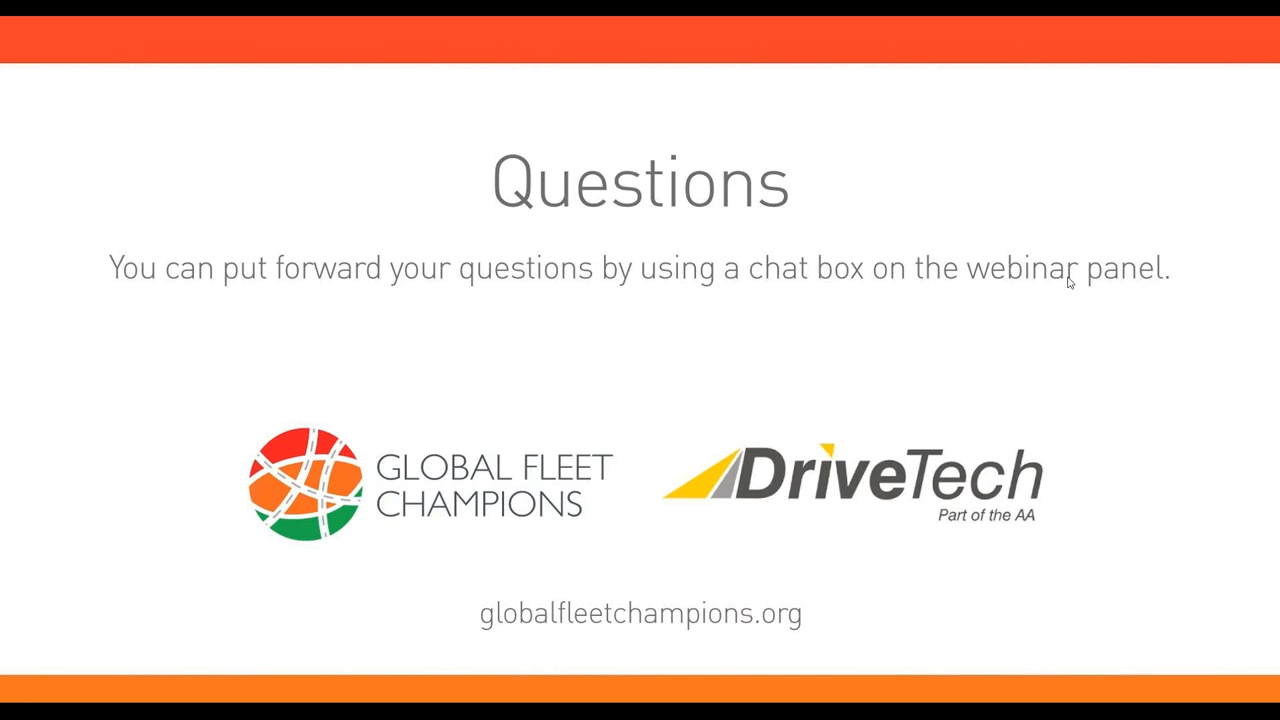 Questions
You can put forward your questions by using a chat box on the webinar panel.
GLOBAL FLEET
CHAMPIONS
DriveTech
Part of the AA
globalfleetchampions.org